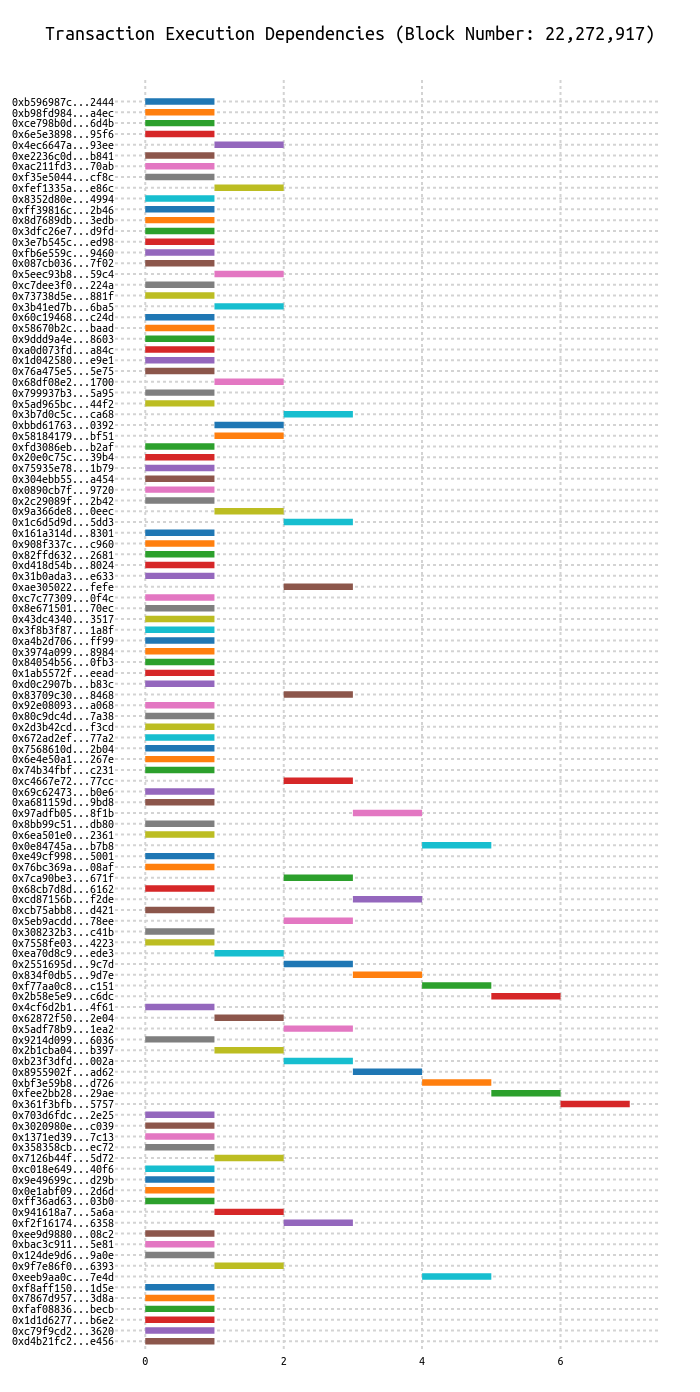 Transaction Execution Dependencies (Block Number: 22,272,917)
0xb596987c...2444
0xb98fd984...a4ec
0xce798b0d...6d4b
0x6e5e3898...95f6
0x4ec6647a...93ee
0xe2236c0d...b841
0xac211fd3...70ab
0xf35e5044...cf8c
0xfef1335a...e86c
0x8352d80e...4994
0xff39816c...2b46
0x8d7689db...3edb
0x3dfc26e7...d9fd
0x3e7b545c...ed98
0xfb6e559c...9460
0x087cb036...7f02
0x5eec93b8...59c4
0xc7dee3f0...224a
0x73738d5e...881f
0x3b41ed7b...6ba5
0x60c19468...c24d
0x58670b2c...baad
0x9ddd9a4e...8603
0xa0d073fd...a84c
0x1d042580...e9e1
0x76a475e5...5e75
0x68df08e2...1700
0x799937b3...5a95
0x5ad965bc...44f2
0x3b7d0c5c...ca68
0xbbd61763...0392
0x58184179...bf51
0xfd3086eb...b2af
0x20e0c75c...39b4
0x75935e78...1b79
0x304ebb55...a454
0x0890cb7f...9720
0x2c29089f...2b42
0x9a366de8...0eec
0x1c6d5d9d...5dd3
0x161a314d...8301
0x908f337c...c960
0x82ffd632...2681
0xd418d54b...8024
0x31b0ada3...e633
0xae305022...fefe
0xc7c77309...0f4c
0x8e671501...70ec
0x43dc4340...3517
0x3f8b3f87...1a8f
0xa4b2d706...ff99
0x3974a099...8984
0x84054b56...0fb3
0x1ab5572f...eead
0xd0c2907b...b83c
0x83709c30...8468
0x92e08093...a068
0x80c9dc4d...7a38
0x2d3b42cd...f3cd
0x672ad2ef...77a2
0x7568610d...2b04
0x6e4e50a1...267e
0x74b34fbf...c231
0xc4667e72...77cc
0x69c62473...b0e6
0xa681159d...9bd8
0x97adfb05...8f1b
0x8bb99c51...db80
0x6ea501e0...2361
0x0e84745a...b7b8
0xe49cf998...5001
0x76bc369a...08af
0x7ca90be3...671f
0x68cb7d8d...6162
0xcd87156b...f2de
0xcb75abb8...d421
0x5eb9acdd...78ee
0x308232b3...c41b
0x7558fe03...4223
0xea70d8c9...ede3
0x2551695d...9c7d
0x834f0db5...9d7e
0xf77aa0c8...c151
0x2b58e5e9...c6dc
0x4cf6d2b1...4f61
0x62872f50...2e04
0x5adf78b9...1ea2
0x9214d099...6036
0x2b1cba04...b397
0xb23f3dfd...002a
0x8955902f...ad62
0xbf3e59b8...d726
0xfee2bb28...29ae
0x361f3bfb...5757
0x703d6fdc...2e25
0x3020980e...c039
0x1371ed39...7c13
0x358358cb...ec72
0x7126b44f...5d72
0xc018e649...40f6
0x9e49699c...d29b
0x0e1abf09...2d6d
0xff36ad63...03b0
0x941618a7...5a6a
0xf2f16174...6358
0xee9d9880...08c2
0xbac3c911...5e81
0x124de9d6...9a0e
0x9f7e86f0...6393
0xeeb9aa0c...7e4d
0xf8aff150...1d5e
0x7867d957...3d8a
0xfaf08836...becb
0x1d1d6277...b6e2
0xc79f9cd2...3620
0xd4b21fc2...e456
0 2 4 6